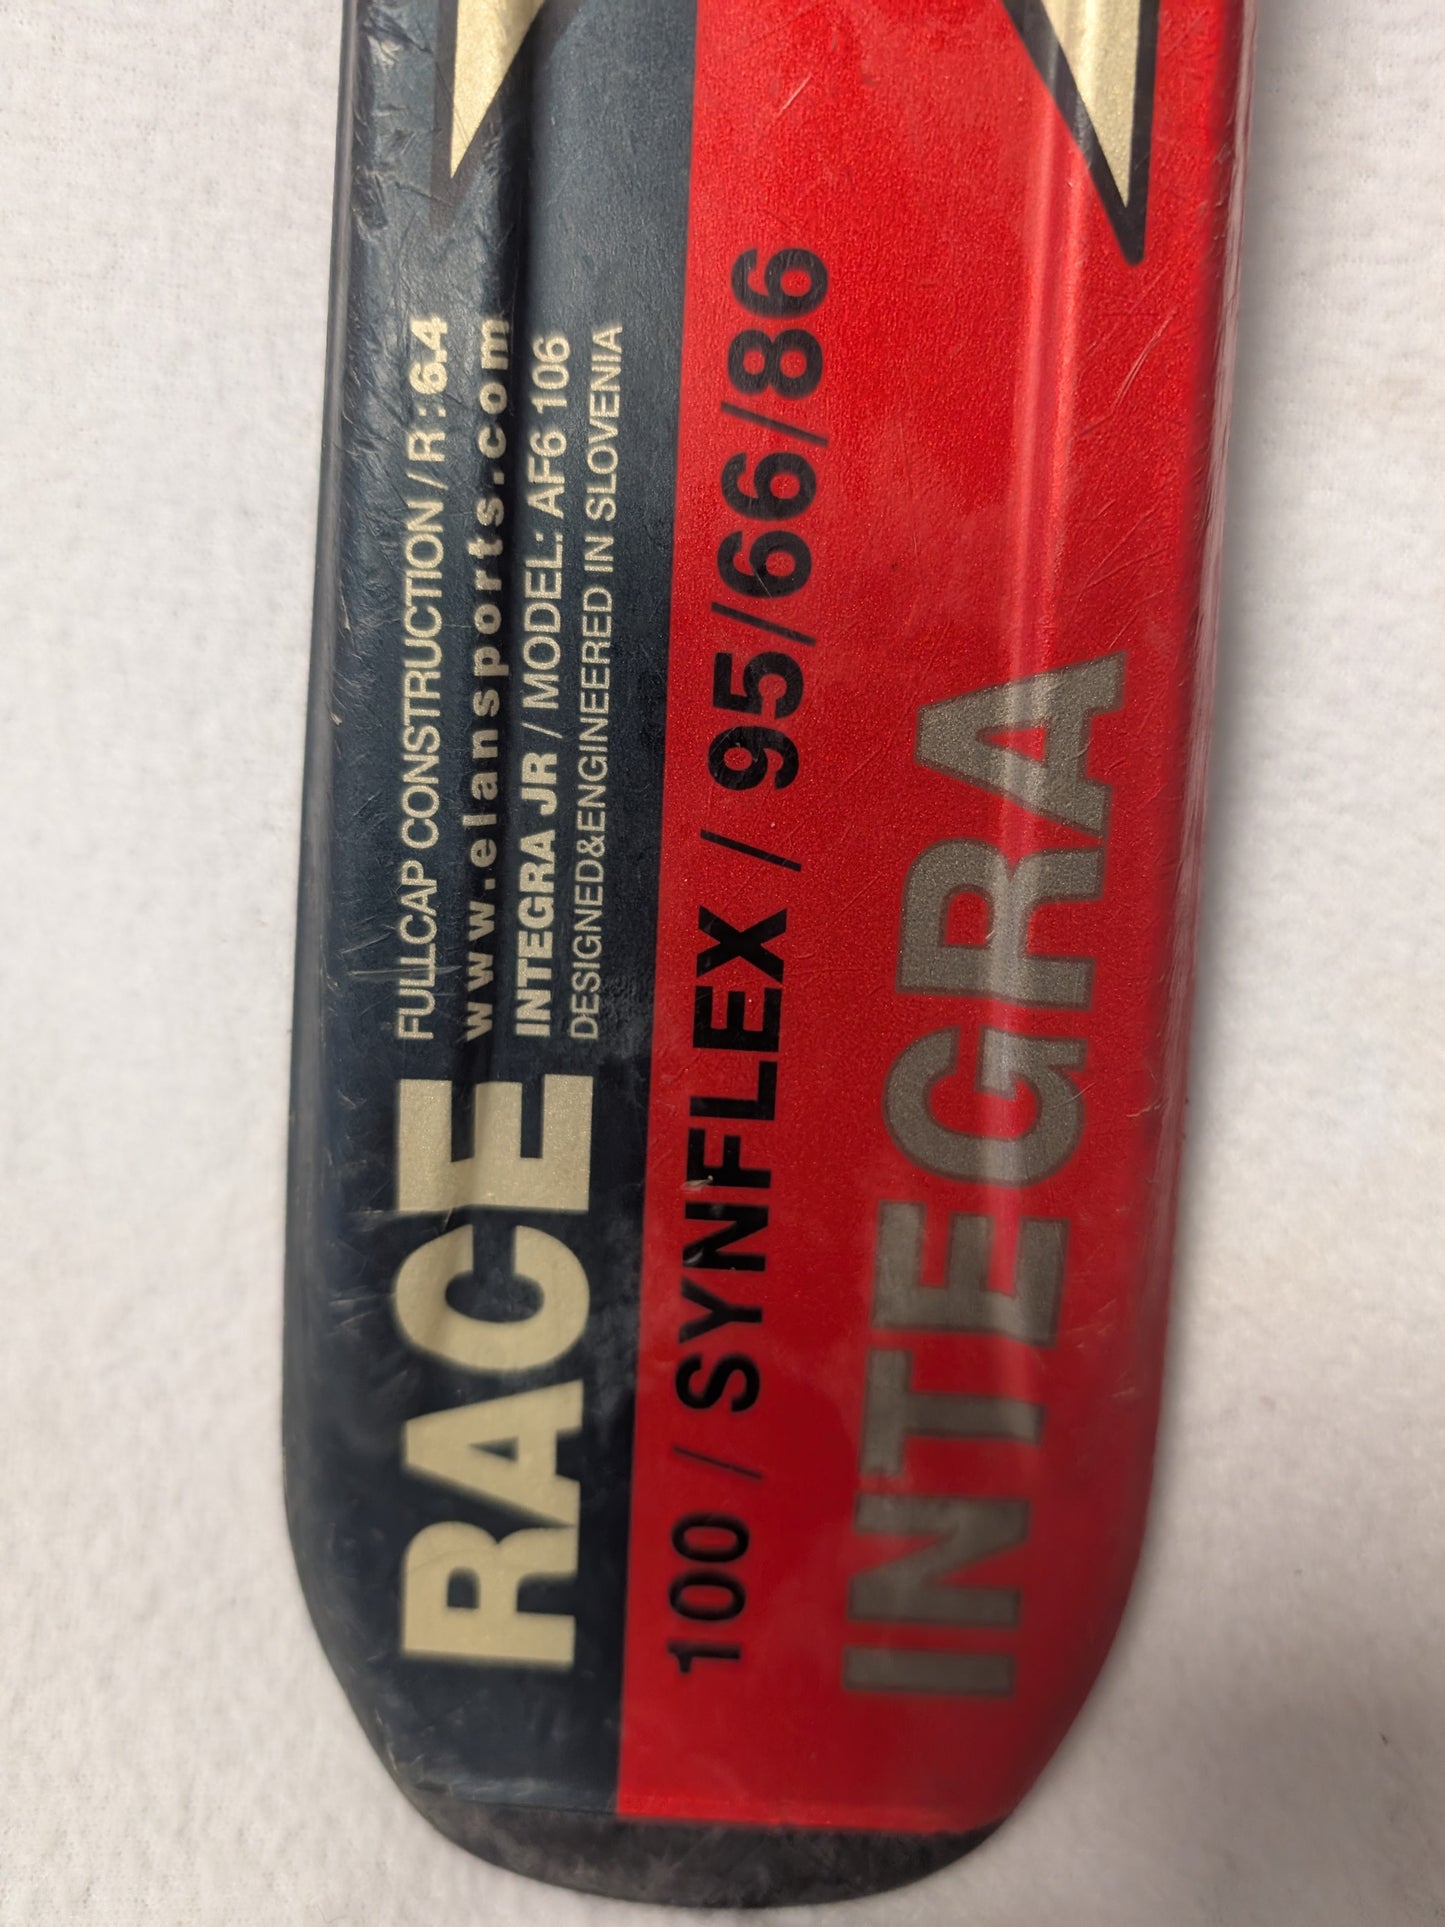 RACE
FULLCAP CONSTRUCTION / R : 6.4
www.elansports.com
INTEGRA JR / MODEL: AF6 106
DESIGNED&ENGINEERED IN SLOVENIA
100 / SYNFLEX / 95/66/86
INTEGRA